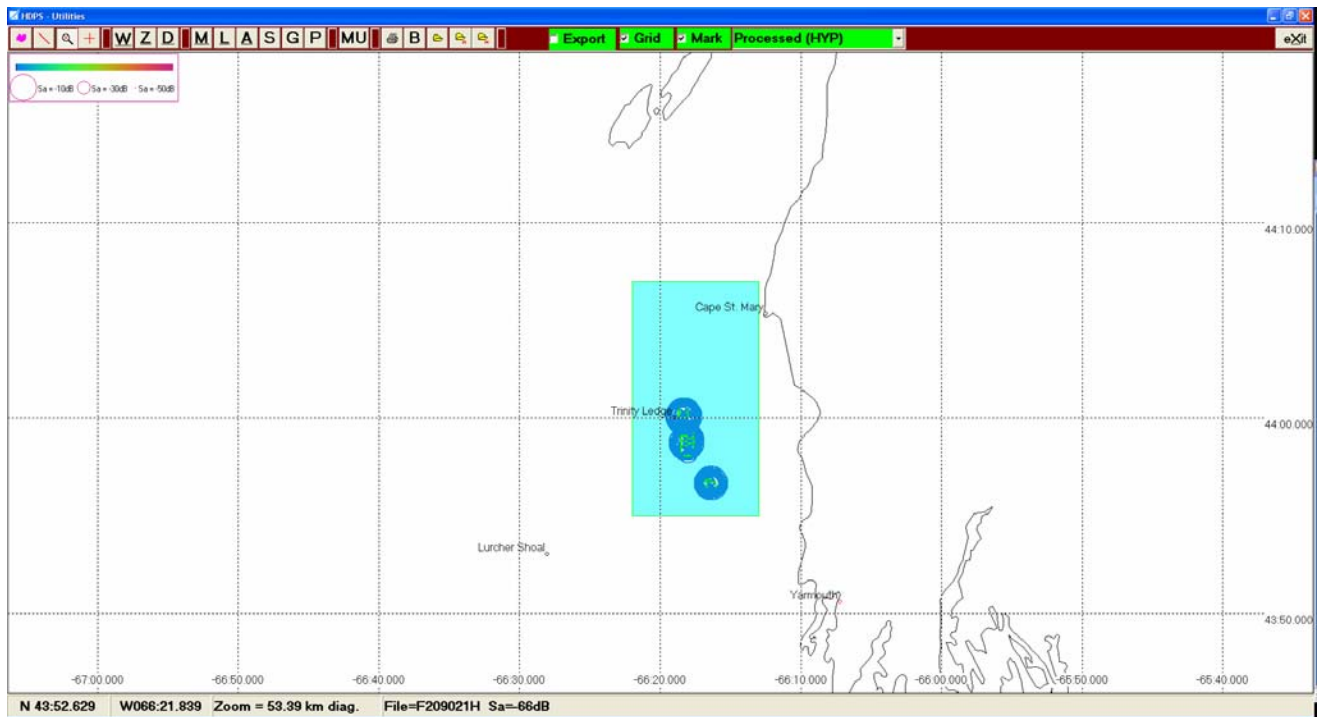 HDPS - Utilities
W Z D M L A S G P MU B Export Grid Mark Processed (HYP) eXit
Sa = -10dB Sa = -30dB Sa = -50dB
44:10.000
Cape St. Mary
Trinity Ledge
44:00.000
Lurcher Shoal
Yarmouth
43:50.000
-67:00.000 -66:50.000 -66:40.000 -66:30.000 -66:20.000 -66:10.000 -66:00.000 -65:50.000 -65:40.000
N 43:52.629 W066:21.839 Zoom = 53.39 km diag. File=F209021H Sa=-66dB